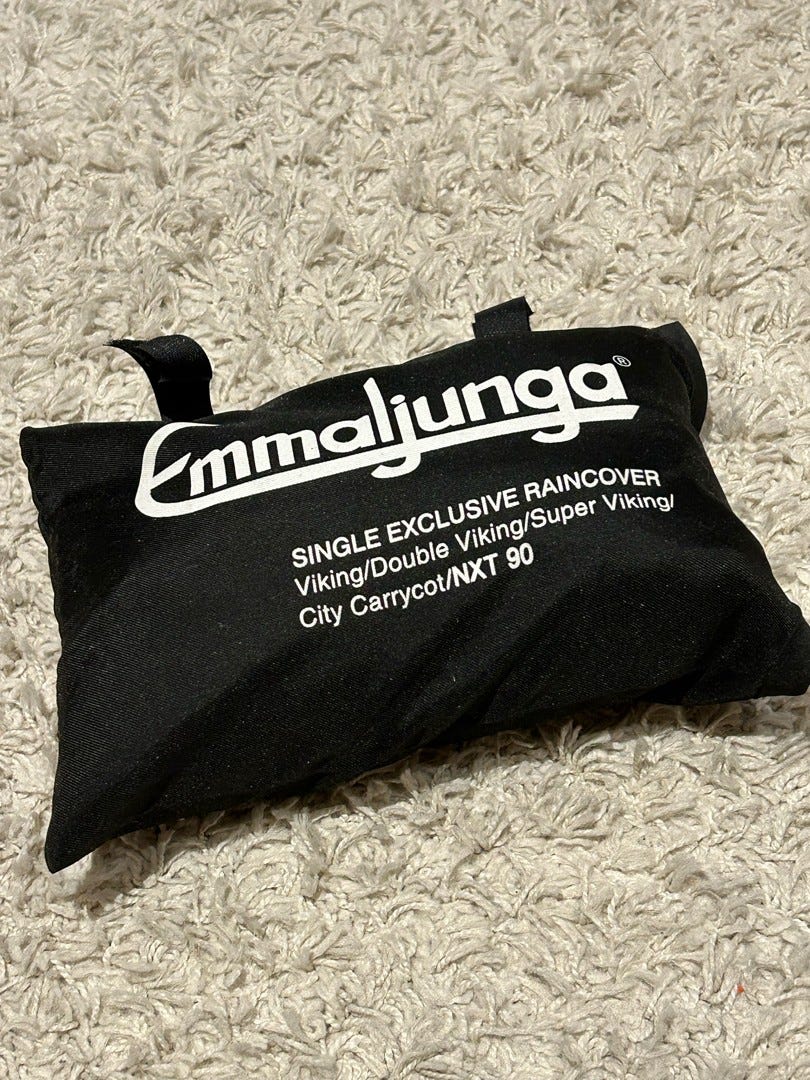 Emmaljunga®
SINGLE EXCLUSIVE RAINCOVER
Viking/Double Viking/Super Viking/
City Carrycot/NXT 90